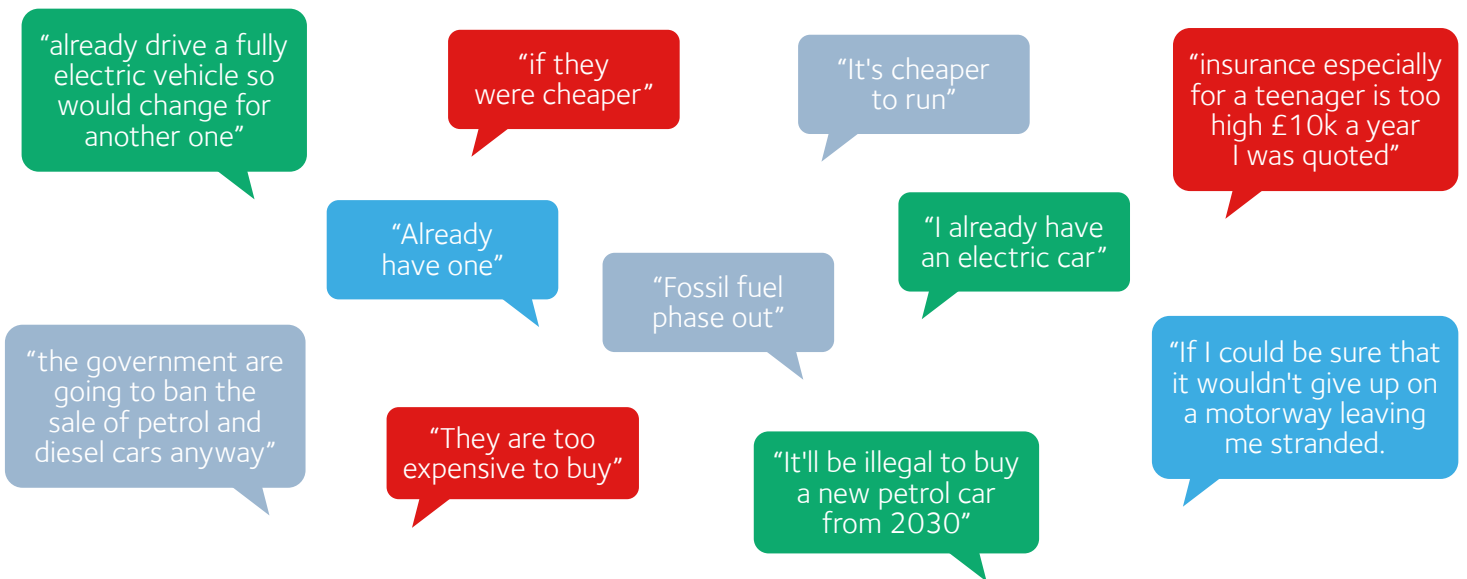 “already drive a fully
electric vehicle so
would change for
another one”
“if they
were cheaper”
“It's cheaper
to run”
“insurance especially
for a teenager is too
high £10k a year
I was quoted”
“Already
have one”
“I already have
an electric car”
“Fossil fuel
phase out”
“the government are
going to ban the
sale of petrol and
diesel cars anyway”
“If I could be sure that
it wouldn't give up on
a motorway leaving
me stranded.
“They are too
expensive to buy”
“It'll be illegal to buy
a new petrol car
from 2030”